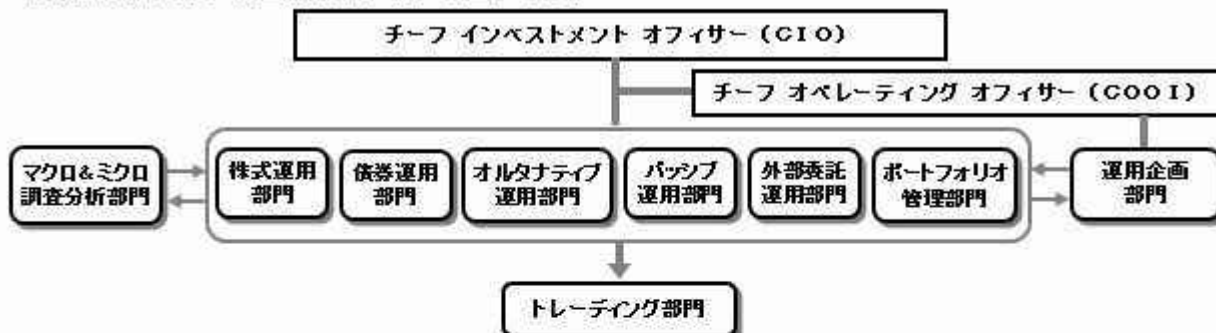 チーフ インベストメント オフィサー（CIO）
チーフ オペレーティング オフィサー（COOI）
マクロ&ミクロ
調査分析部門
株式運用
部門
債券運用
部門
オルタナティブ
運用部門
パッシブ
運用部門
外部委託
運用部門
ポートフォリオ
管理部門
運用企画
部門
トレーディング部門